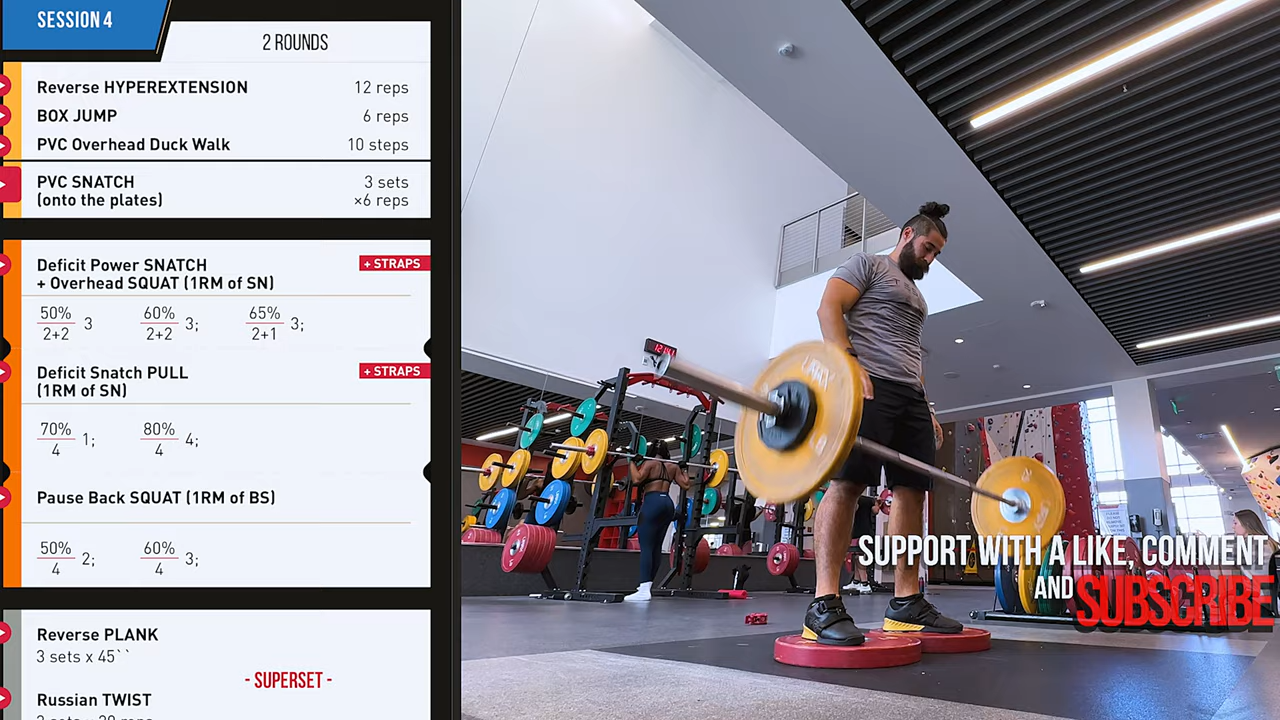 SESSION 4
2 ROUNDS
Reverse HYPEREXTENSION 12 reps
BOX JUMP 6 reps
PVC Overhead Duck Walk 10 steps
PVC SNATCH 3 sets
(onto the plates) ×6 reps
Deficit Power SNATCH + STRAPS
+ Overhead SQUAT (1RM of SN)
50% 60% 65%
3 3; 3;
2+2 2+2 2+1
Deficit Snatch PULL + STRAPS
(1RM of SN)
70% 80%
1; 4;
4 4
Pause Back SQUAT (1RM of BS)
50% 60%
2; 3;
4 4
Reverse PLANK
3 sets x 45``
- SUPERSET -
Russian TWIST
SUPPORT WITH A LIKE, COMMENT
AND SUBSCRIBE